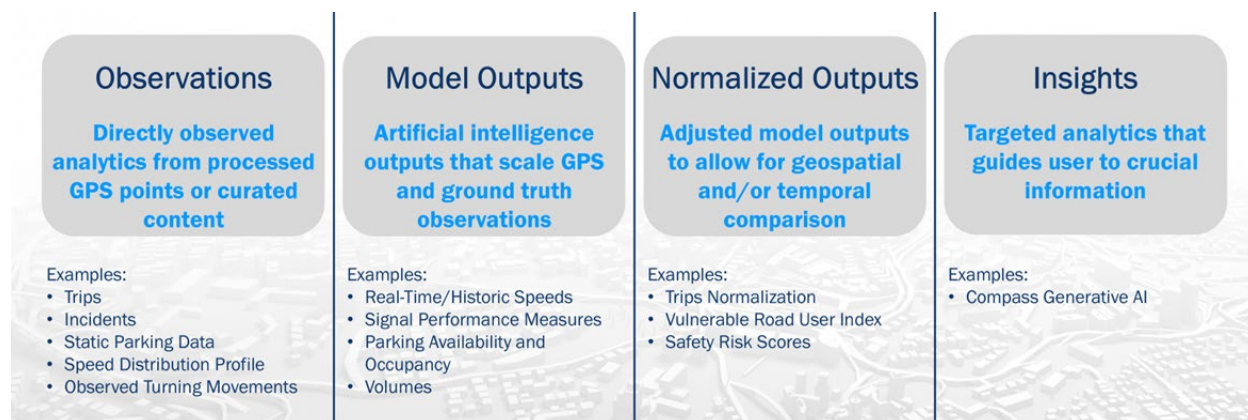 Observations
Directly observed
analytics from processed
GPS points or curated
content
Examples:
• Trips
• Incidents
• Static Parking Data
• Speed Distribution Profile
• Observed Turning Movements
Model Outputs
Artificial intelligence
outputs that scale GPS
and ground truth
observations
Examples:
• Real-Time/Historic Speeds
• Signal Performance Measures
• Parking Availability and
Occupancy
• Volumes
Normalized Outputs
Adjusted model outputs
to allow for geospatial
and/or temporal
comparison
Examples:
• Trips Normalization
• Vulnerable Road User Index
• Safety Risk Scores
Insights
Targeted analytics that
guides user to crucial
information
Examples:
• Compass Generative AI